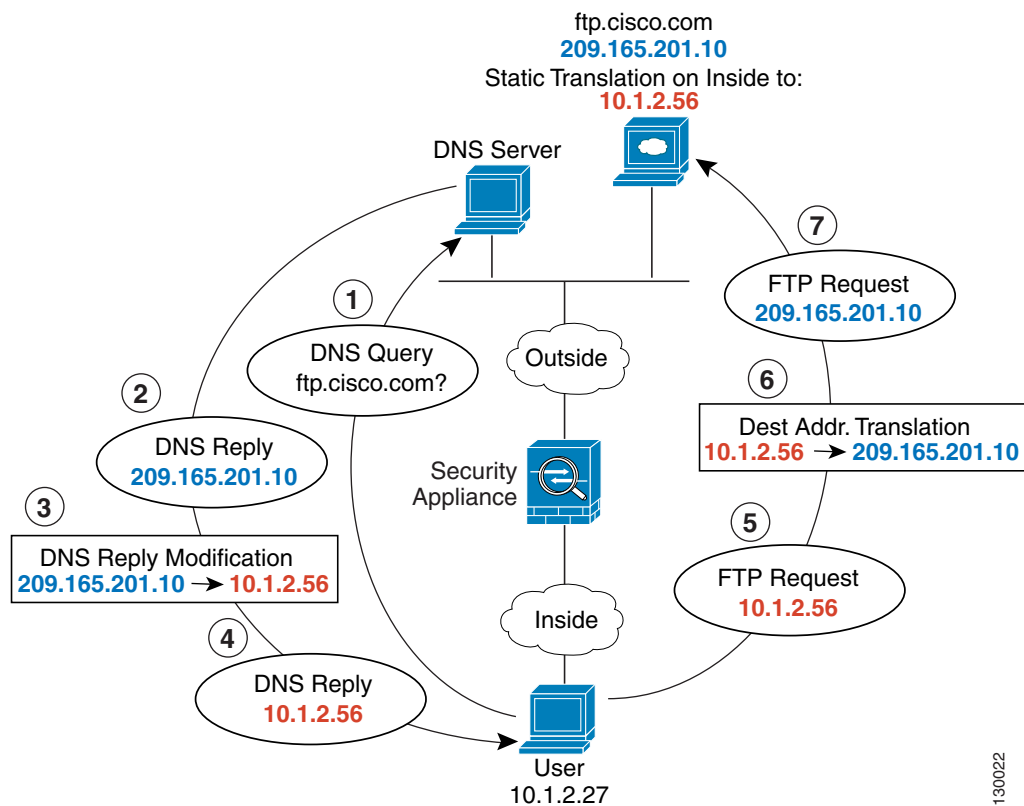 ftp.cisco.com
209.165.201.10
Static Translation on Inside to:
10.1.2.56
DNS Server
7
FTP Request
209.165.201.10
1
DNS Query
ftp.cisco.com?
Outside
2
DNS Reply
209.165.201.10
6
Dest Addr. Translation
10.1.2.56 → 209.165.201.10
Security
Appliance
3
DNS Reply Modification
209.165.201.10 → 10.1.2.56
5
FTP Request
10.1.2.56
Inside
4
DNS Reply
10.1.2.56
User
10.1.2.27
130022